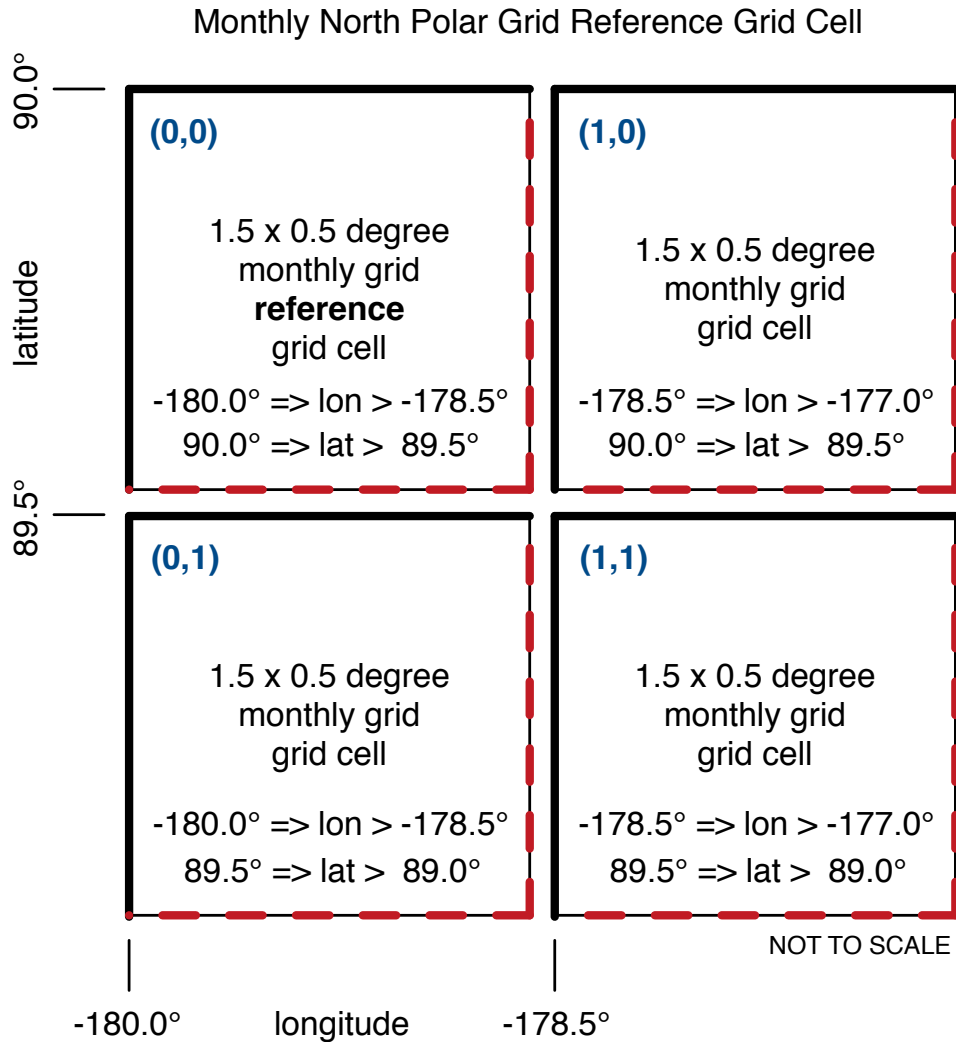 Monthly North Polar Grid Reference Grid Cell
90.0°
latitude
89.5°
(0,0)
1.5 x 0.5 degree
monthly grid
reference
grid cell
-180.0° => lon > -178.5°
90.0° => lat > 89.5°
(1,0)
1.5 x 0.5 degree
monthly grid
grid cell
-178.5° => lon > -177.0°
90.0° => lat > 89.5°
(0,1)
1.5 x 0.5 degree
monthly grid
grid cell
-180.0° => lon > -178.5°
89.5° => lat > 89.0°
(1,1)
1.5 x 0.5 degree
monthly grid
grid cell
-178.5° => lon > -177.0°
89.5° => lat > 89.0°
NOT TO SCALE
-180.0° longitude -178.5°